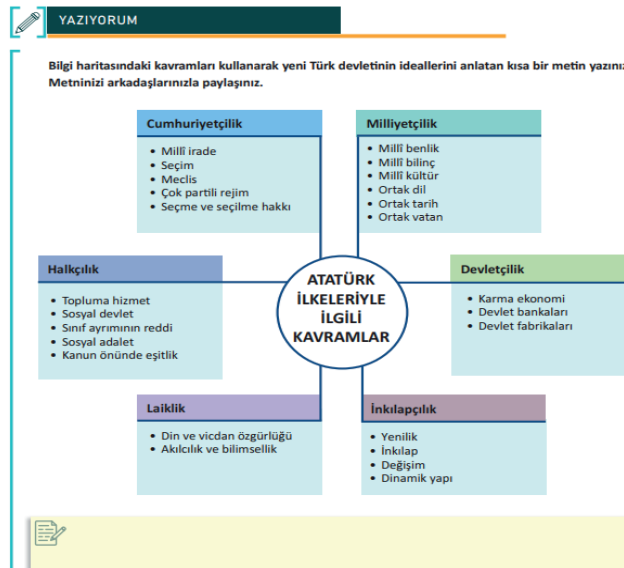 YAZIYORUM
Bilgi haritasındaki kavramları kullanarak yeni Türk devletinin ideallerini anlatan kısa bir metin yazınız
Metninizi arkadaşlarınızla paylaşınız.
Cumhuriyetçilik
• Millî irade
• Seçim
• Meclis
• Çok partili rejim
• Seçme ve seçilme hakkı
Milliyetçilik
• Millî benlik
• Millî bilinç
• Millî kültür
• Ortak dil
• Ortak tarih
• Ortak vatan
Halkçılık
• Topluma hizmet
• Sosyal devlet
• Sınıf ayrımının reddi
• Sosyal adalet
• Kanun önünde eşitlik
ATATÜRK
İLKELERİYLE
İLGİLİ
KAVRAMLAR
Devletçilik
• Karma ekonomi
• Devlet bankaları
• Devlet fabrikaları
Laiklik
• Din ve vicdan özgürlüğü
• Akılcılık ve bilimsellik
İnkılapçılık
• Yenilik
• İnkılap
• Değişim
• Dinamik yapı